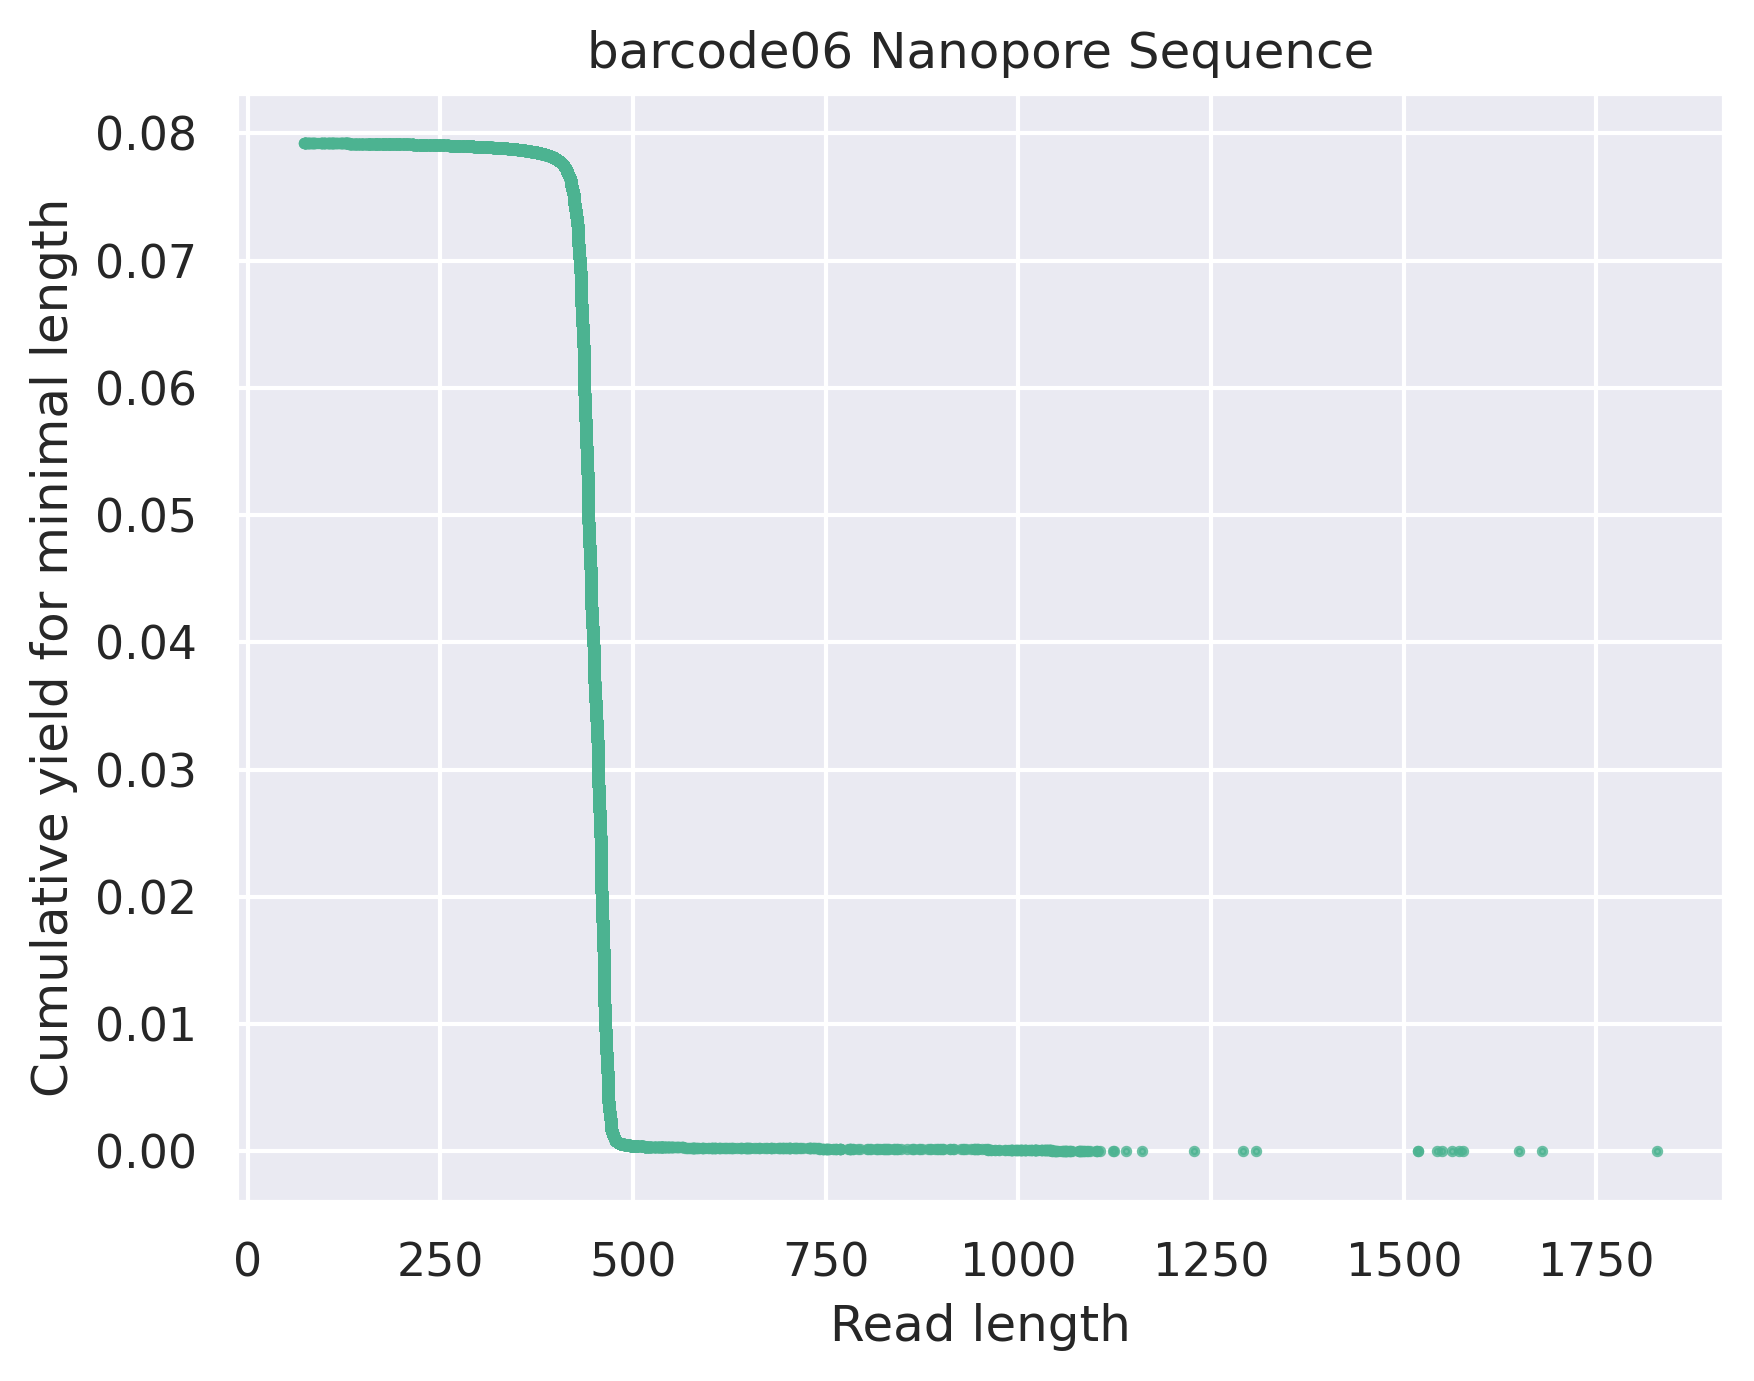 barcode06 Nanopore Sequence
Cumulative yield for minimal length
0.08
0.07
0.06
0.05
0.04
0.03
0.02
0.01
0.00
0 250 500 750 1000 1250 1500 1750
Read length